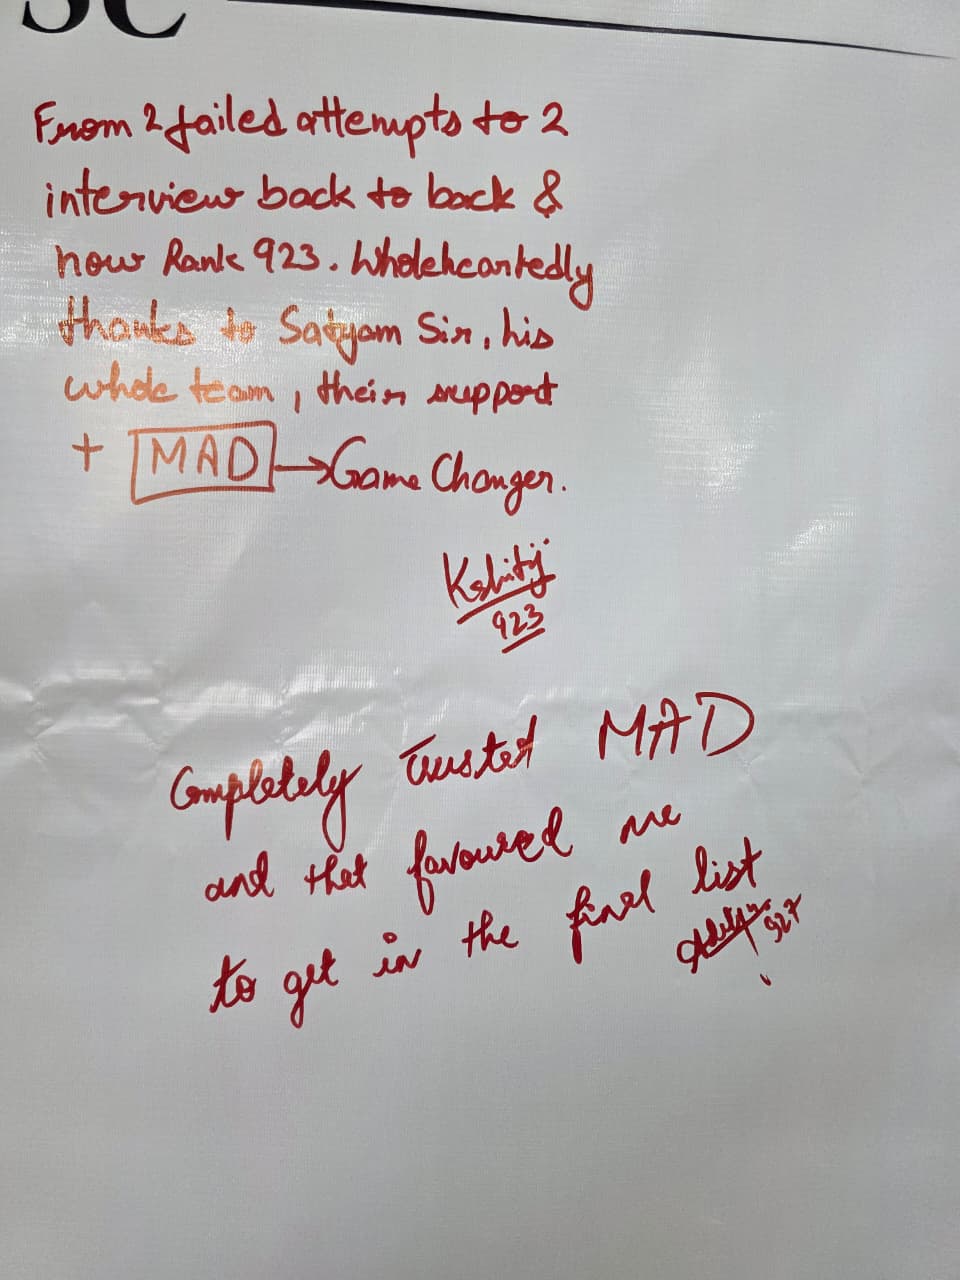 SC
From 2 failed attempts to 2
interview back to back &
now Rank 923. Wholeheartedly
thanks to Satyam Sir, his
whole team, their support
+ MAD → Game Changer.
Kshitij
923
Completely Trusted MAD
and that favoured me
to get in the final list
927